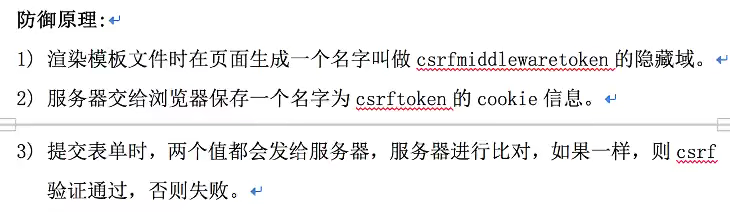 防御原理:
1) 渲染模板文件时在页面生成一个名字叫做 csrfmiddlewaretoken 的隐藏域。
2) 服务器交给浏览器保存一个名字为 csrftoken 的 cookie 信息。
3) 提交表单时，两个值都会发给服务器，服务器进行比对，如果一样，则 csrf
验证通过，否则失败。